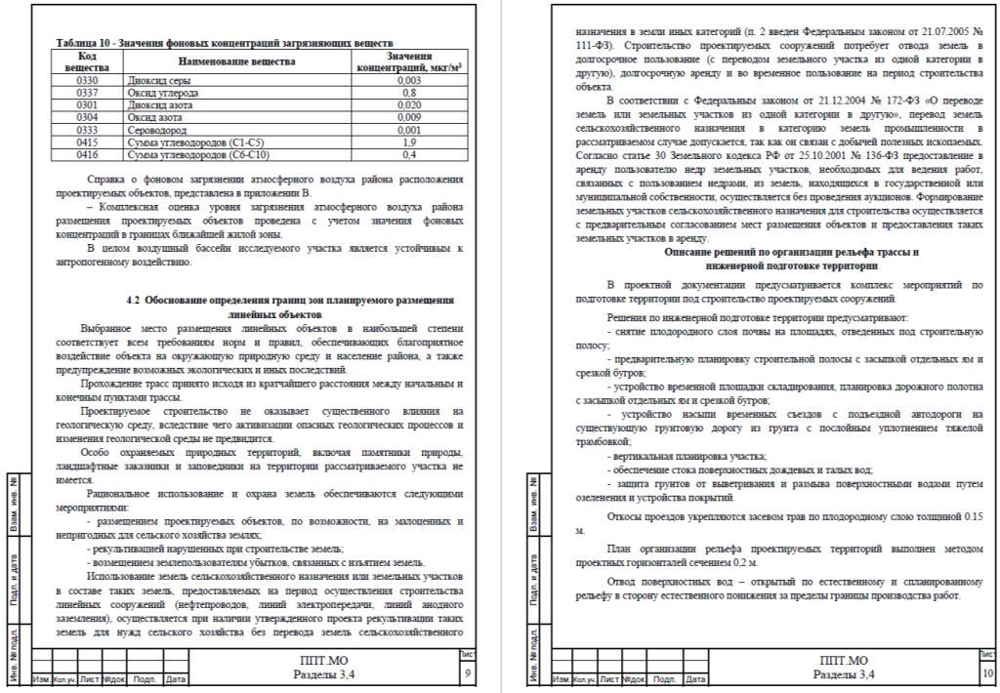 Таблица 10 - Значения фоновых концентраций загрязняющих веществ
Код вещества Наименование вещества Значения концентраций, мкг/м³
0330 Диоксид серы 0,003
0337 Оксид углерода 0,8
0301 Диоксид азота 0,020
0304 Оксид азота 0,009
0333 Сероводород 0,001
0415 Сумма углеводородов (С1-С5) 1,9
0416 Сумма углеводородов (С6-С10) 0,4
Справка о фоновом загрязнении атмосферного воздуха района расположения
проектируемых объектов, представлена в приложении В.
– Комплексная оценка уровня загрязнения атмосферного воздуха района
размещения проектируемых объектов проведена с учетом значения фоновых
концентраций в границах ближайшей жилой зоны.
В целом воздушный бассейн исследуемого участка является устойчивым к
антропогенному воздействию.
4.2 Обоснование определения границ зон планируемого размещения
линейных объектов
Выбранное место размещения линейных объектов в наибольшей степени
соответствует всем требованиям норм и правил, обеспечивающих благоприятное
воздействие объекта на окружающую природную среду и население района, а также
предупреждение возможных экологических и иных последствий.
Прохождение трасс принято исходя из кратчайшего расстояния между начальным и
конечным пунктами трассы.
Проектируемое строительство не оказывает существенного влияния на
геологическую среду, вследствие чего активизации опасных геологических процессов и
изменения геологической среды не предвидится.
Особо охраняемых природных территорий, включая памятники природы,
ландшафтные заказники и заповедники на территории рассматриваемого участка не
имеется.
Рациональное использование и охрана земель обеспечиваются следующими
мероприятиями:
- размещением проектируемых объектов, по возможности, на малоценных и
непригодных для сельского хозяйства землях;
- рекультивацией нарушенных при строительстве земель;
- возмещением землепользователям убытков, связанных с изъятием земель.
Использование земель сельскохозяйственного назначения или земельных участков
в составе таких земель, предоставляемых на период осуществления строительства
линейных сооружений (нефтепроводов, линий электропередачи, линий анодного
заземления), осуществляется при наличии утвержденного проекта рекультивации таких
земель для нужд сельского хозяйства без перевода земель сельскохозяйственного
Взам. инв. №
Подп. и дата
Инв. № подл.
Изм. Кол.уч. Лист №док Подп. Дата
ППТ.МО
Разделы 3,4
Лист
9
назначения в земли иных категорий (п. 2 введен Федеральным законом от 21.07.2005 №
111-ФЗ). Строительство проектируемых сооружений потребует отвода земель в
долгосрочное пользование (с переводом земельного участка из одной категории в
другую), долгосрочную аренду и во временное пользование на период строительства
объекта.
В соответствии с Федеральным законом от 21.12.2004 № 172-ФЗ «О переводе
земель или земельных участков из одной категории в другую», перевод земель
сельскохозяйственного назначения в категорию земель промышленности в
рассматриваемом случае допускается, так как он связан с добычей полезных ископаемых.
Согласно статье 30 Земельного кодекса РФ от 25.10.2001 № 136-ФЗ предоставление в
аренду пользователю недр земельных участков, необходимых для ведения работ,
связанных с пользованием недрами, из земель, находящихся в государственной или
муниципальной собственности, осуществляется без проведения аукционов. Формирование
земельных участков сельскохозяйственного назначения для строительства осуществляется
с предварительным согласованием мест размещения объектов и предоставления таких
земельных участков в аренду.
Описание решений по организации рельефа трассы и
инженерной подготовке территории
В проектной документации предусматривается комплекс мероприятий по
подготовке территории под строительство проектируемых сооружений.
Решения по инженерной подготовке территории предусматривают:
- снятие плодородного слоя почвы на площадях, отведенных под строительную
полосу;
- предварительную планировку строительной полосы с засыпкой отдельных ям и
срезкой бугров;
- устройство временной площадки складирования, планировка дорожного полотна
с засыпкой отдельных ям и срезкой бугров;
- устройство насыпи временных съездов с подъездной автодороги на
существующую грунтовую дорогу из грунта с послойным уплотнением тяжелой
трамбовкой;
- вертикальная планировка участка;
- обеспечение стока поверхностных дождевых и талых вод;
- защита грунтов от выветривания и размыва поверхностными водами путем
озеленения и устройства покрытий.
Откосы проездов укрепляются засевом трав по плодородному слою толщиной 0.15
м.
План организации рельефа проектируемых территорий выполнен методом
проектных горизонталей сечением 0,2 м.
Отвод поверхностных вод – открытый по естественному и спланированному
рельефу в сторону естественного понижения за пределы границы производства работ.
Взам. инв. №
Подп. и дата
Инв. № подл.
Изм. Кол.уч. Лист №док Подп. Дата
ППТ.МО
Разделы 3,4
Лист
10